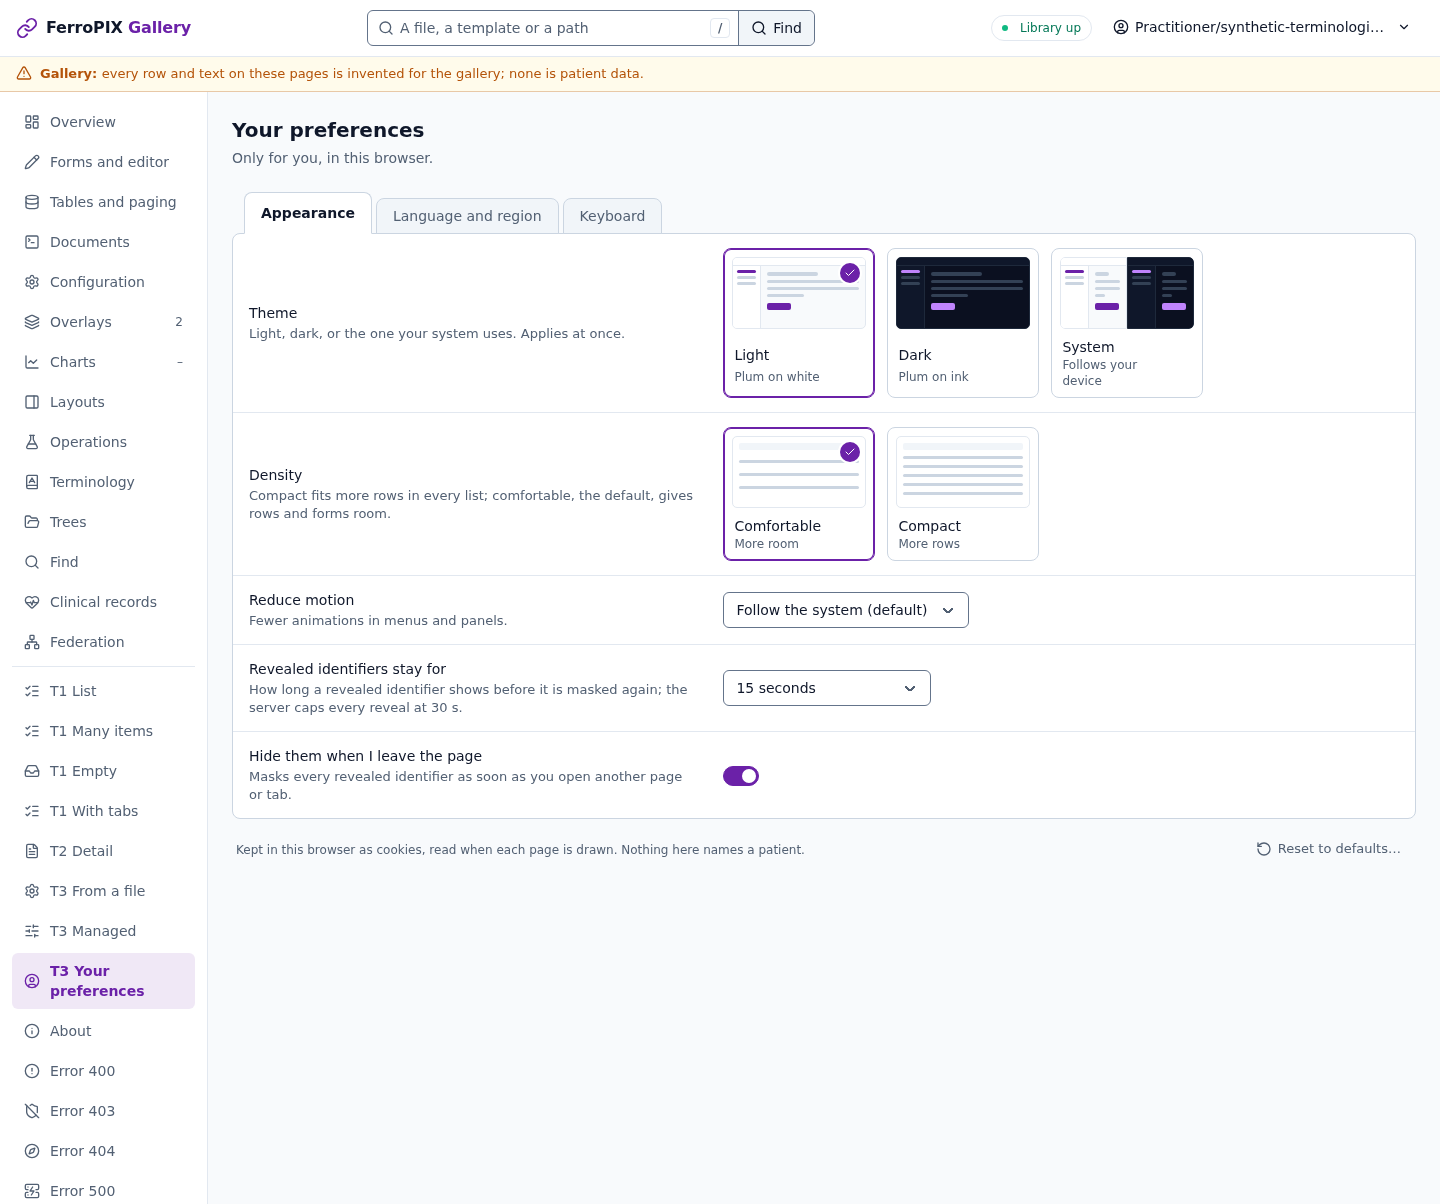 FerroPIX Gallery
A file, a template or a path
/
Find
Library up
Practitioner/synthetic-terminologi…
Gallery: every row and text on these pages is invented for the gallery; none is patient data.
Overview
Forms and editor
Tables and paging
Documents
Configuration
Overlays 2
Charts –
Layouts
Operations
Terminology
Trees
Find
Clinical records
Federation
T1 List
T1 Many items
T1 Empty
T1 With tabs
T2 Detail
T3 From a file
T3 Managed
T3 Your
preferences
About
Error 400
Error 403
Error 404
Error 500
Your preferences
Only for you, in this browser.
Appearance
Language and region
Keyboard
Theme
Light, dark, or the one your system uses. Applies at once.
Light
Plum on white
Dark
Plum on ink
System
Follows your
device
Density
Compact fits more rows in every list; comfortable, the default, gives
rows and forms room.
Comfortable
More room
Compact
More rows
Reduce motion
Fewer animations in menus and panels.
Follow the system (default)
Revealed identifiers stay for
How long a revealed identifier shows before it is masked again; the
server caps every reveal at 30 s.
15 seconds
Hide them when I leave the page
Masks every revealed identifier as soon as you open another page
or tab.
Kept in this browser as cookies, read when each page is drawn. Nothing here names a patient.
Reset to defaults…